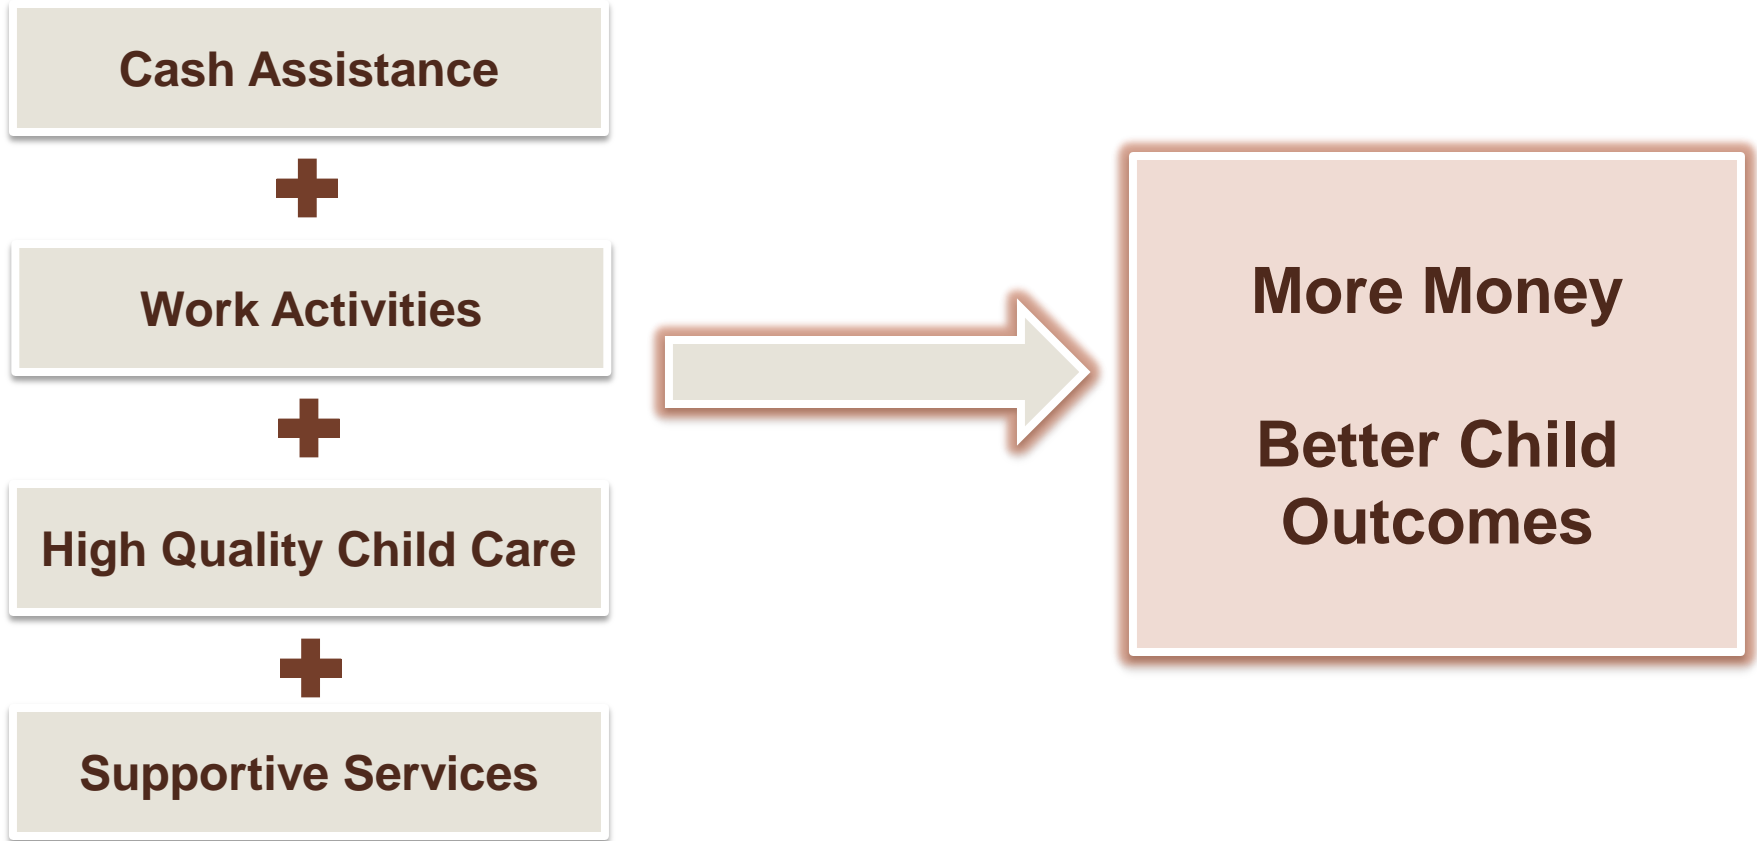 Cash Assistance
Work Activities
High Quality Child Care
Supportive Services
More Money
Better Child
Outcomes